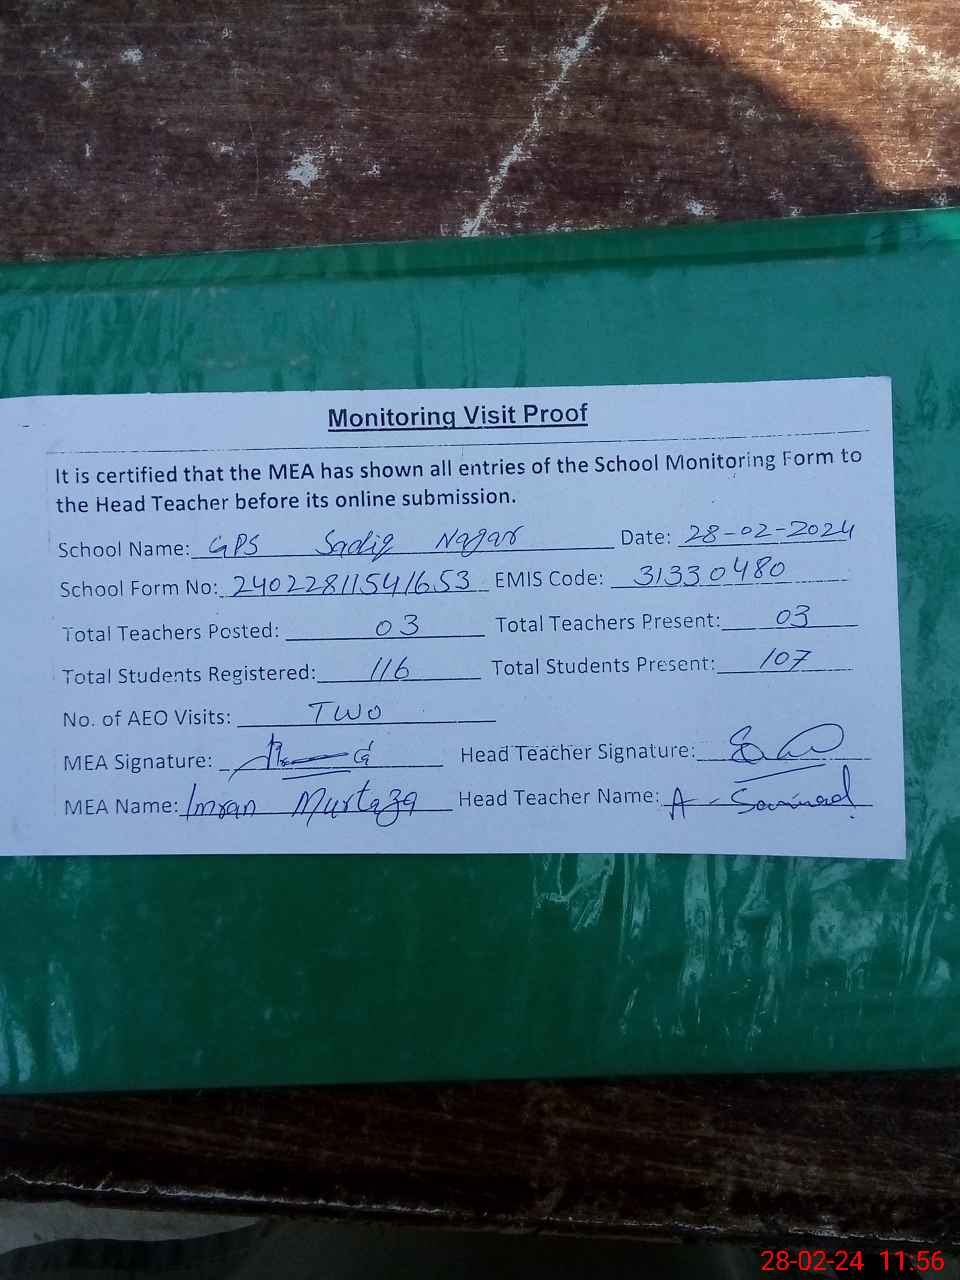 Monitoring Visit Proof
It is certified that the MEA has shown all entries of the School Monitoring Form to
the Head Teacher before its online submission.
School Name: GPS Sadiq Nagar Date: 28-02-2024
School Form No: 24022811541653 EMIS Code: 31330480
Total Teachers Posted: 03 Total Teachers Present: 03
Total Students Registered: 116 Total Students Present: 107
No. of AEO Visits: TWO
MEA Signature: Head Teacher Signature:
MEA Name: Imran Murtaza Head Teacher Name: A
28-02-24 11:56